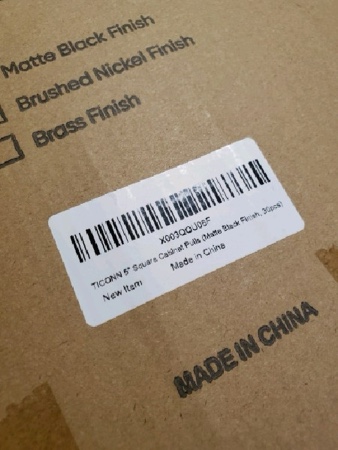 Matte Black Finish
Brushed Nickel Finish
Brass Finish
X003QQU05F
TICONN 5" Square Cabinet Pulls (Matte Black Finish, 30pcs)
New Item
Made in China
MADE IN CHINA